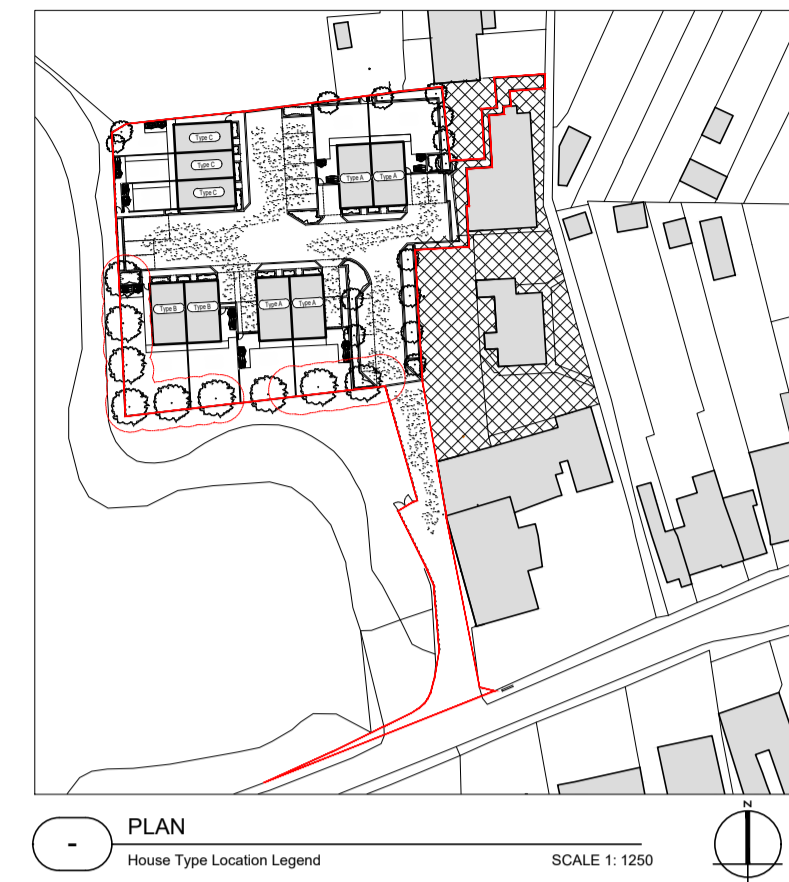 Type C
Type C
Type A Type A
Type C
Type B Type B Type A Type A
N
PLAN
-
House Type Location Legend SCALE 1: 1250